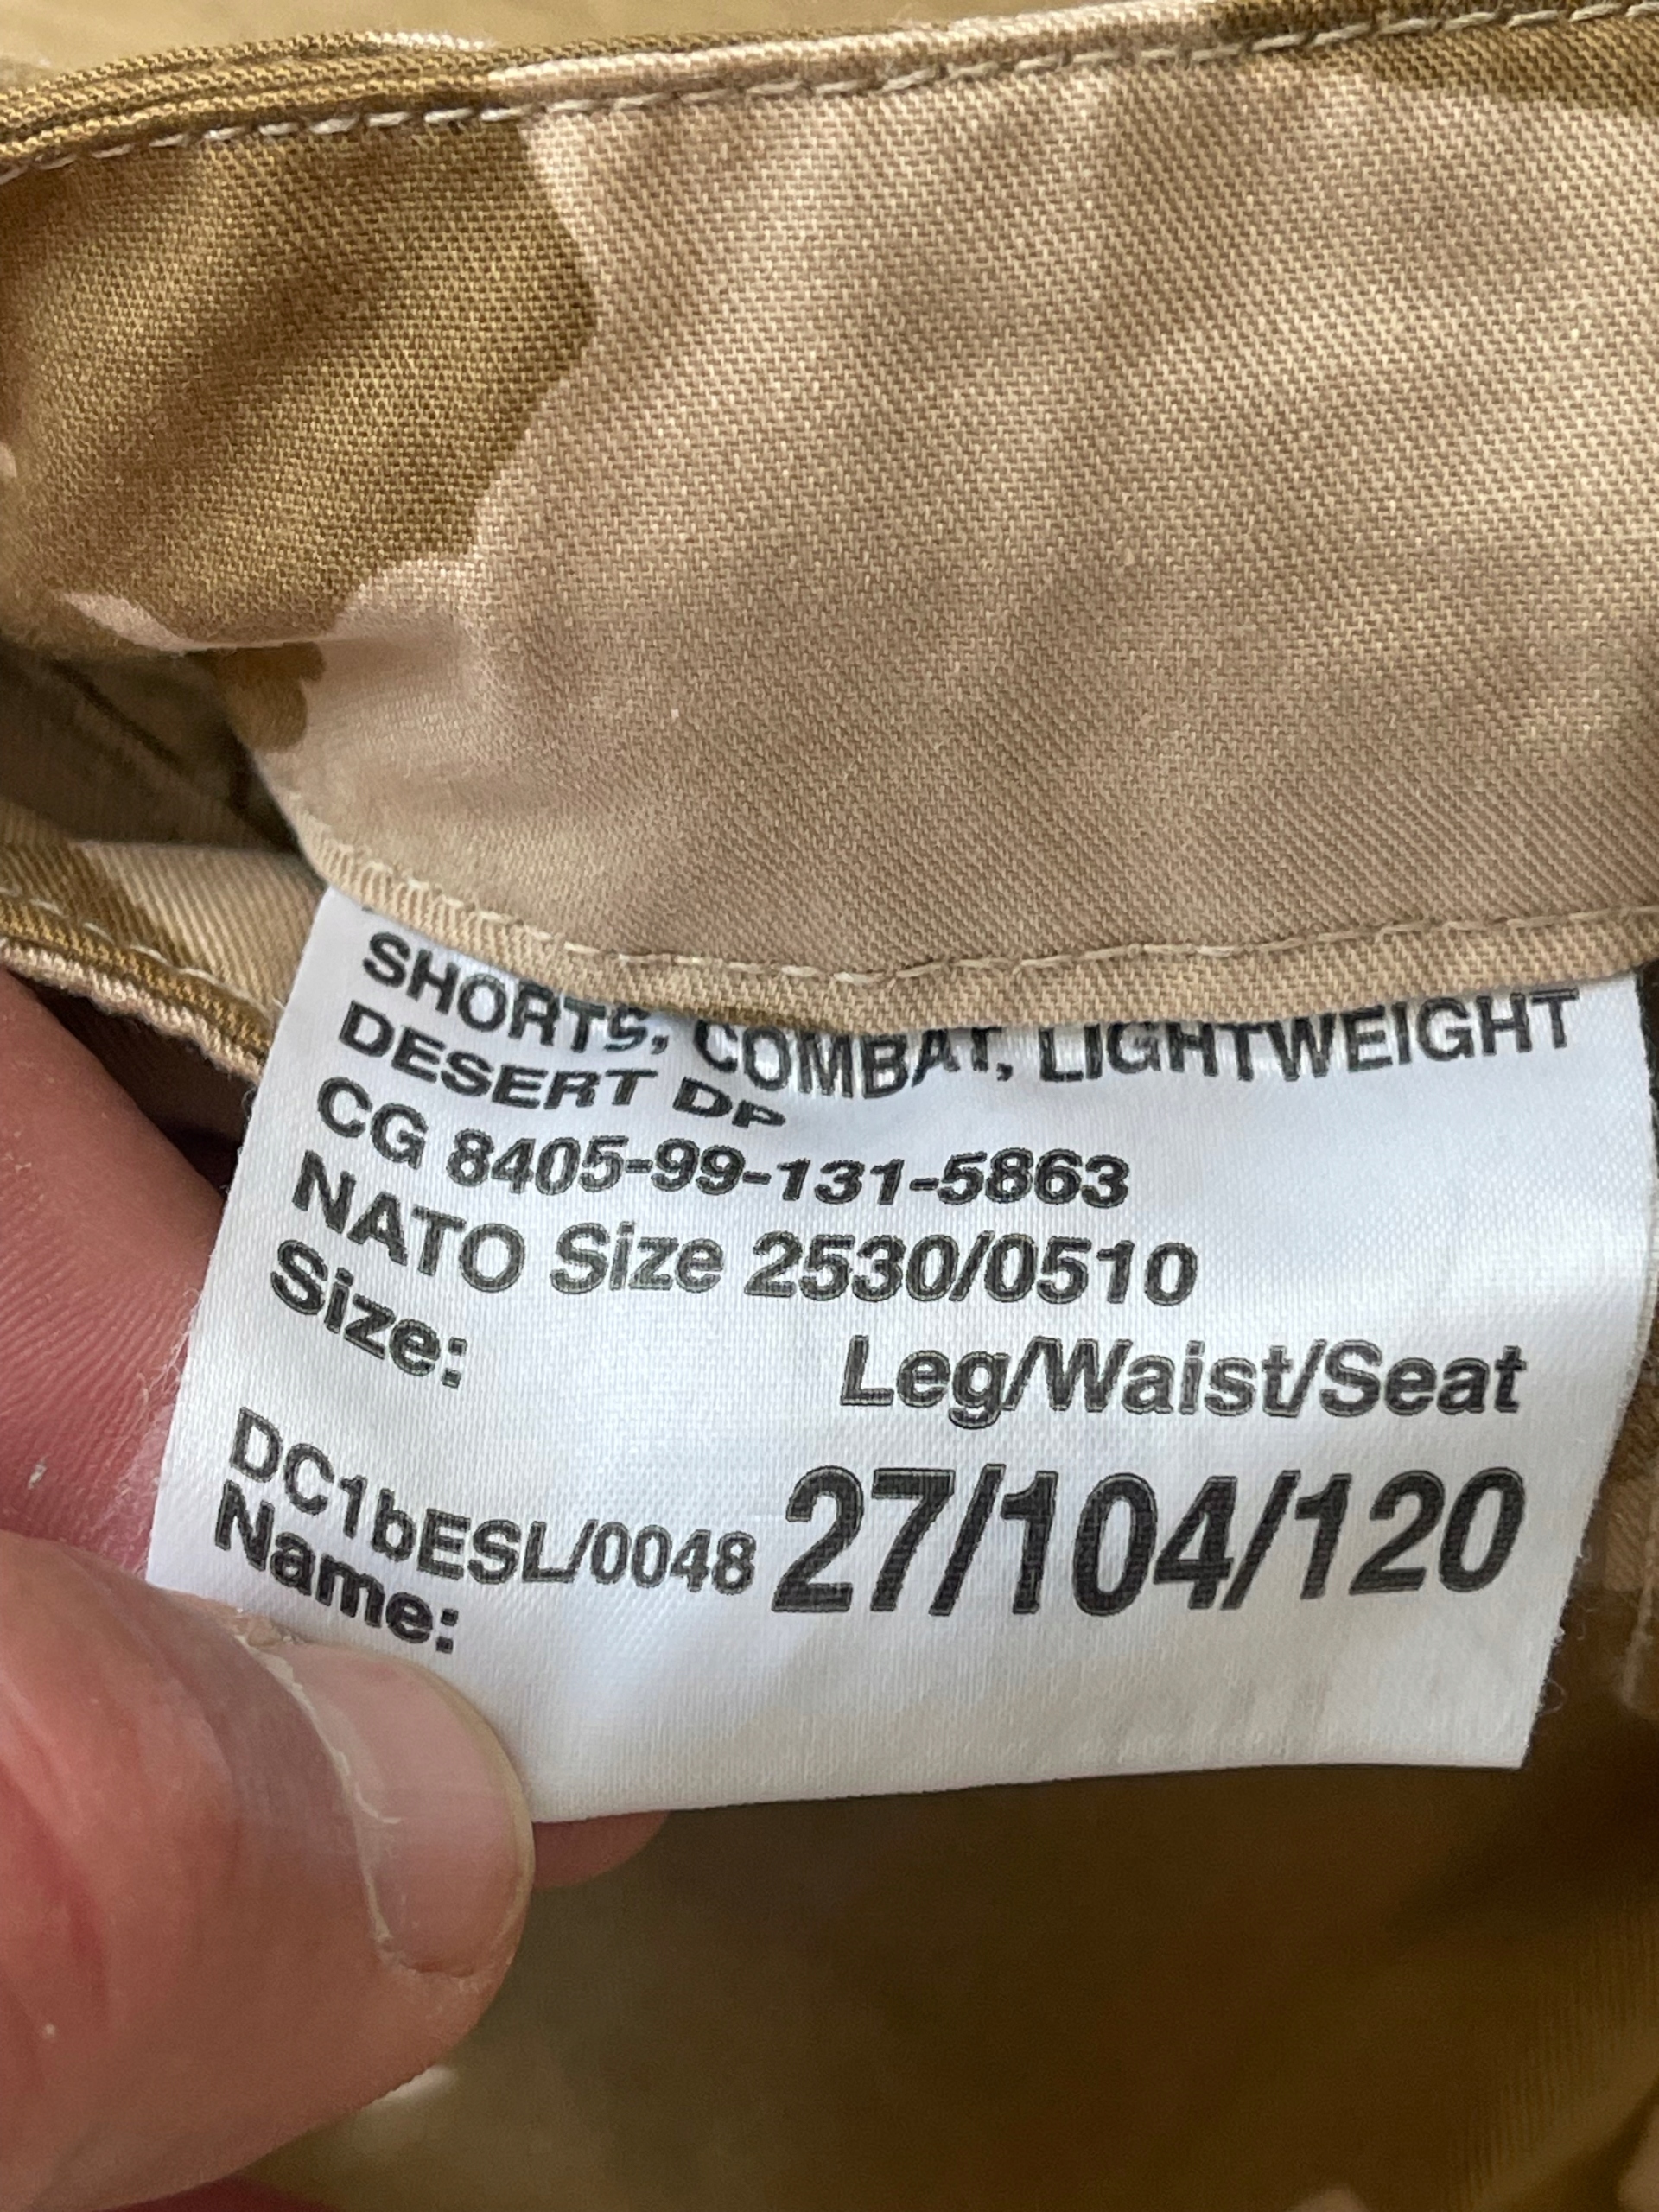 SHORTS, COMBAT, LIGHTWEIGHT
DESERT DP
CG 8405-99-131-5863
NATO Size 2530/0510
Size: Leg/Waist/Seat
DC1bESL/0048 27/104/120
Name: